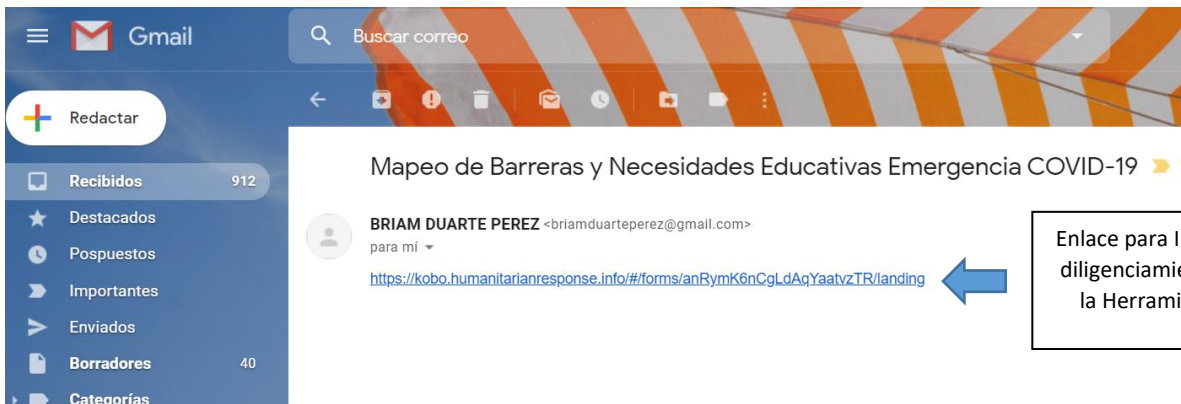 Gmail
Buscar correo
Redactar
Mapeo de Barreras y Necesidades Educativas Emergencia COVID-19
Recibidos 912
BRIAM DUARTE PEREZ <briamduarteperez@gmail.com>
para mí
https://kobo.humanitarianresponse.info/#/forms/anRymK6nCgLdAqYaatvzTR/landing
Destacados
Pospuestos
Importantes
Enviados
Borradores 40
Categorías
Enlace para
diligenciamie
la Herrami